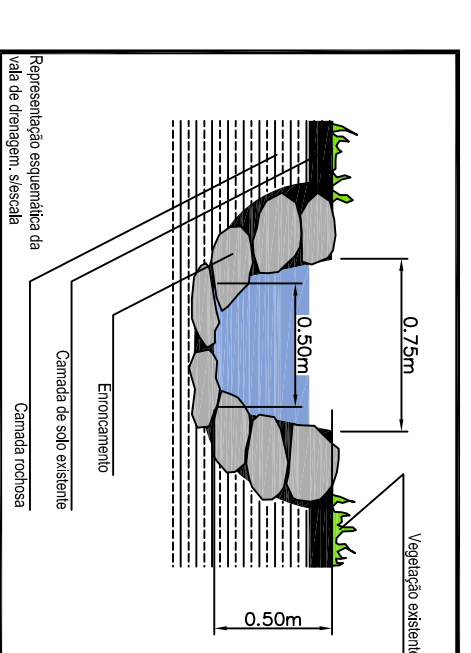 0.75m
0.50m
0.50m
Vegetação existente
Enroncamento
Camada de solo existente
Camada rochosa
Representação esquemática da
vala de drenagem. s/escala